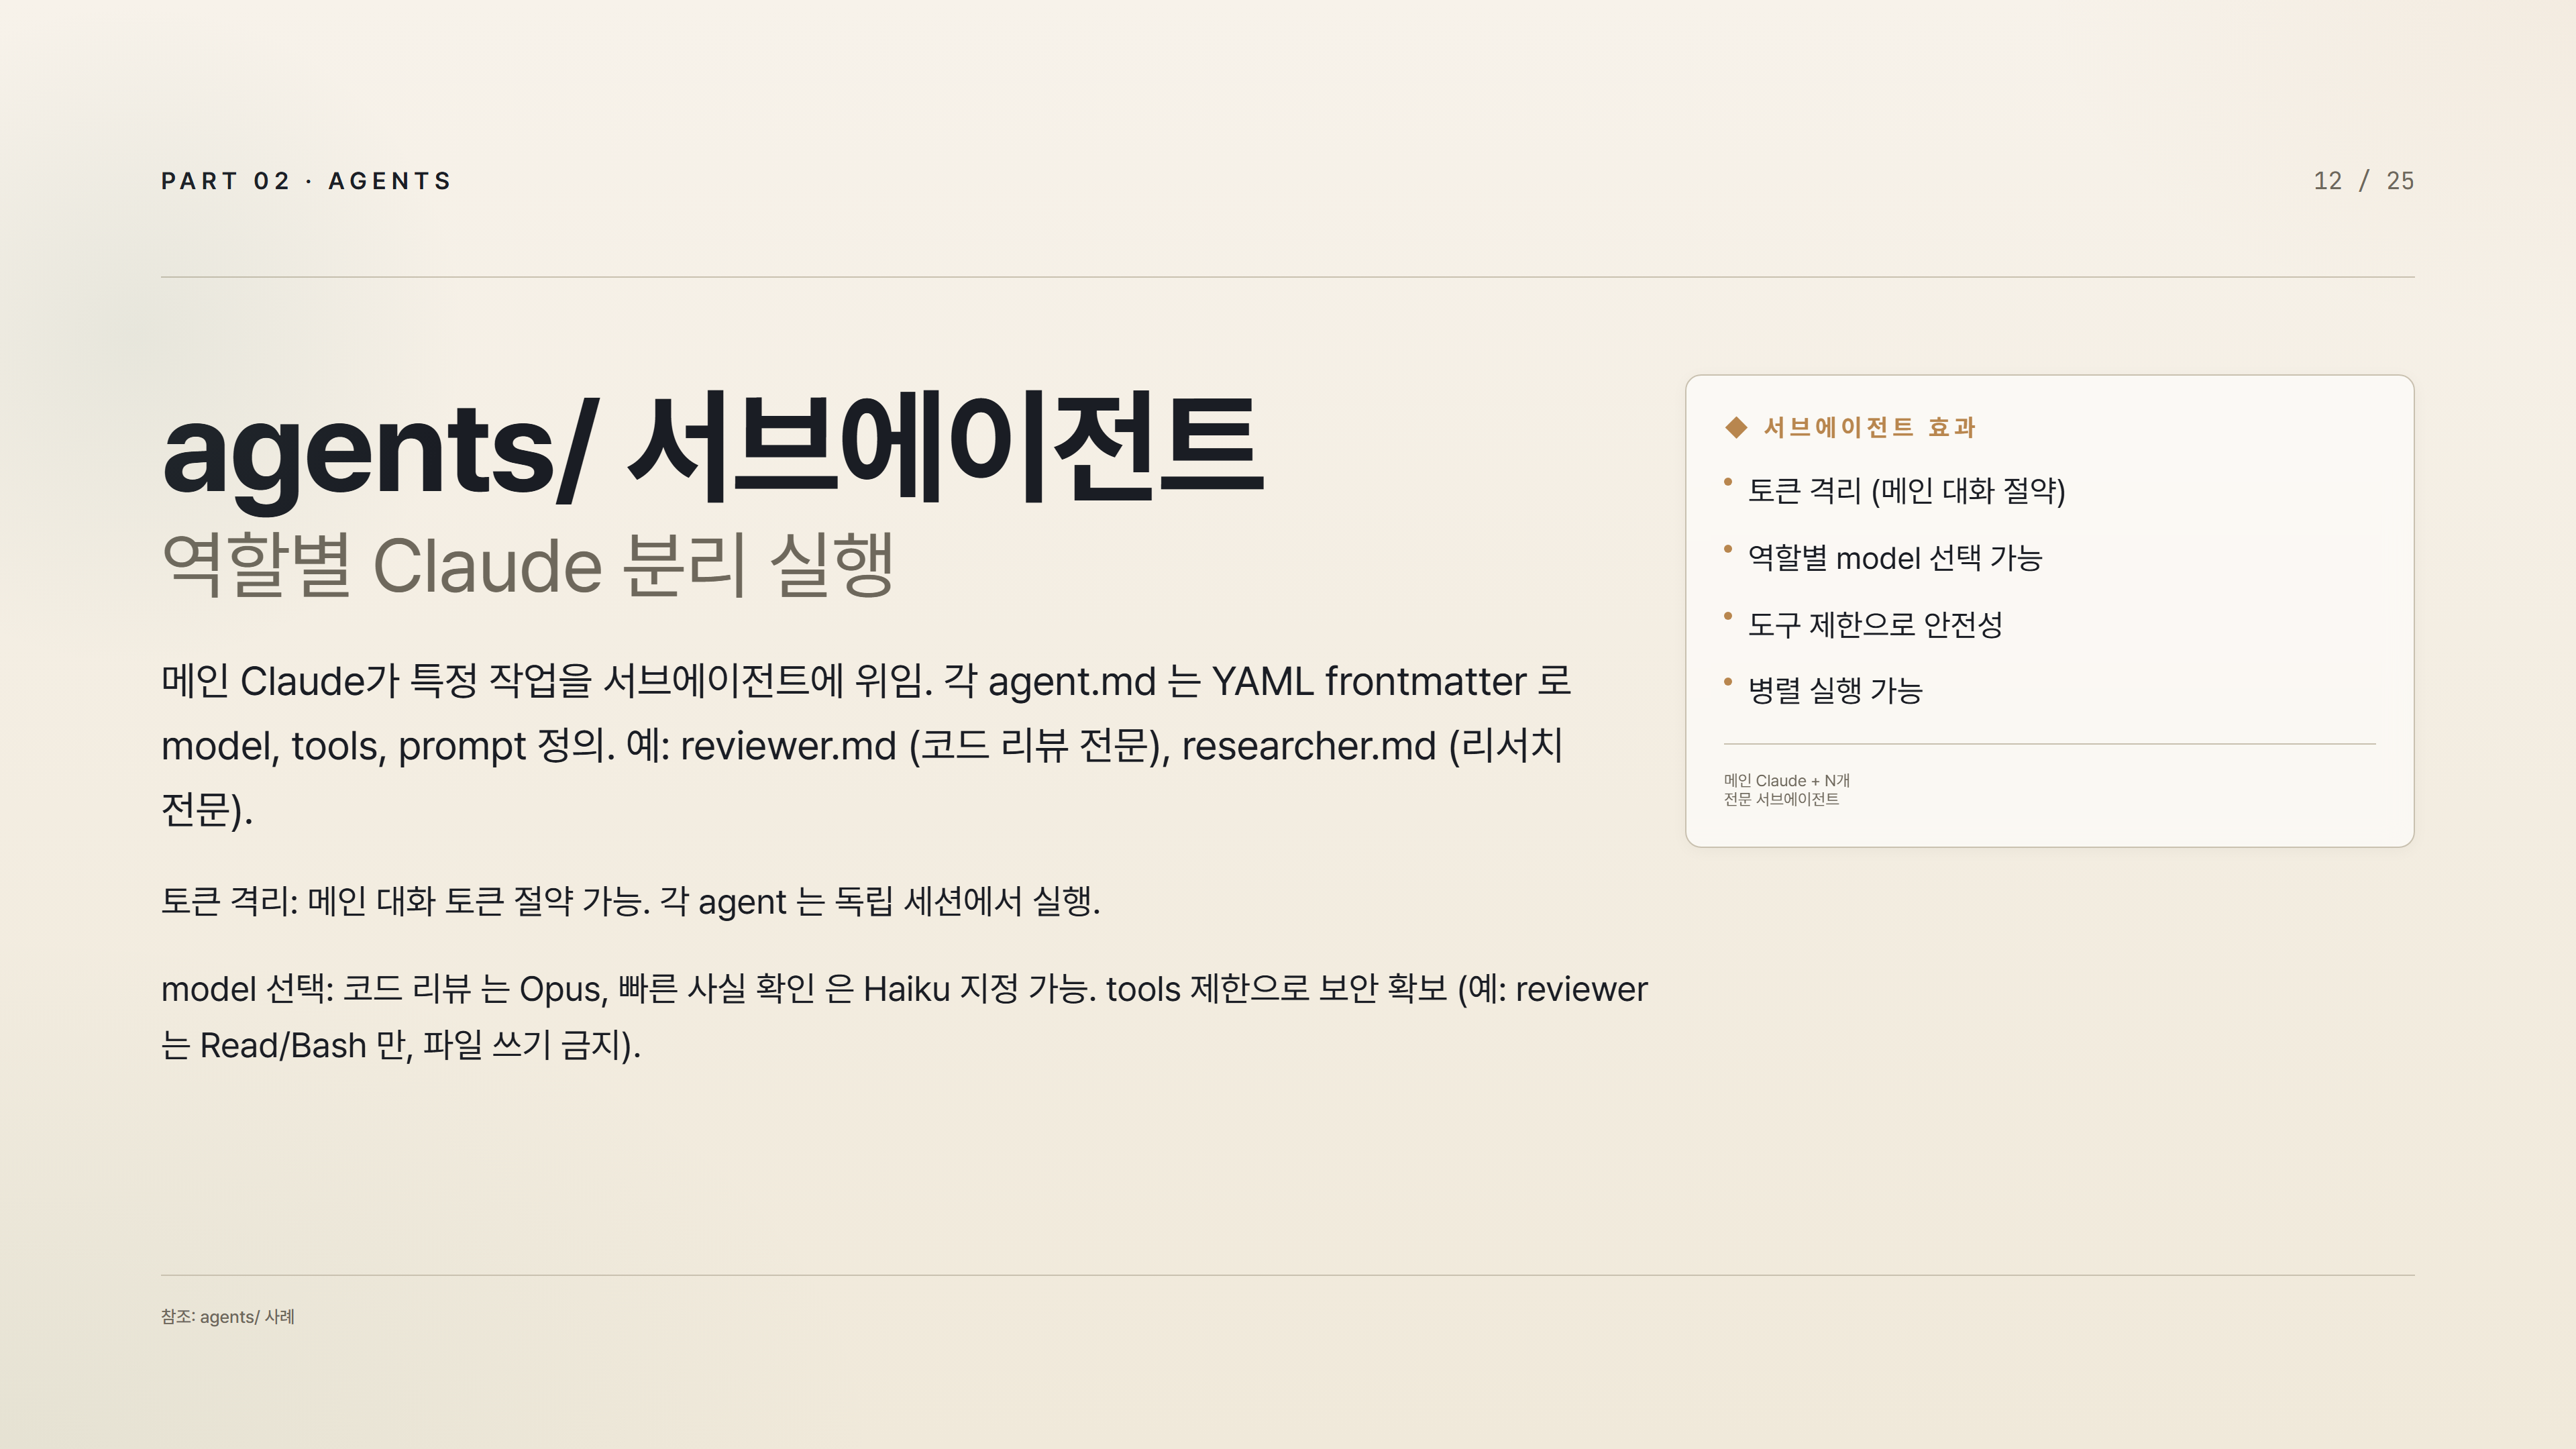 PART 02 · AGENTS
12 / 25
agents/ 서브에이전트
역할별 Claude 분리 실행
메인 Claude가 특정 작업을 서브에이전트에 위임. 각 agent.md 는 YAML frontmatter 로
model, tools, prompt 정의. 예: reviewer.md (코드 리뷰 전문), researcher.md (리서치
전문).
토큰 격리: 메인 대화 토큰 절약 가능. 각 agent 는 독립 세션에서 실행.
model 선택: 코드 리뷰 는 Opus, 빠른 사실 확인 은 Haiku 지정 가능. tools 제한으로 보안 확보 (예: reviewer
는 Read/Bash 만, 파일 쓰기 금지).
◆ 서브에이전트 효과
• 토큰 격리 (메인 대화 절약)
• 역할별 model 선택 가능
• 도구 제한으로 안전성
• 병렬 실행 가능
메인 Claude + N개
전문 서브에이전트
참조: agents/ 사례